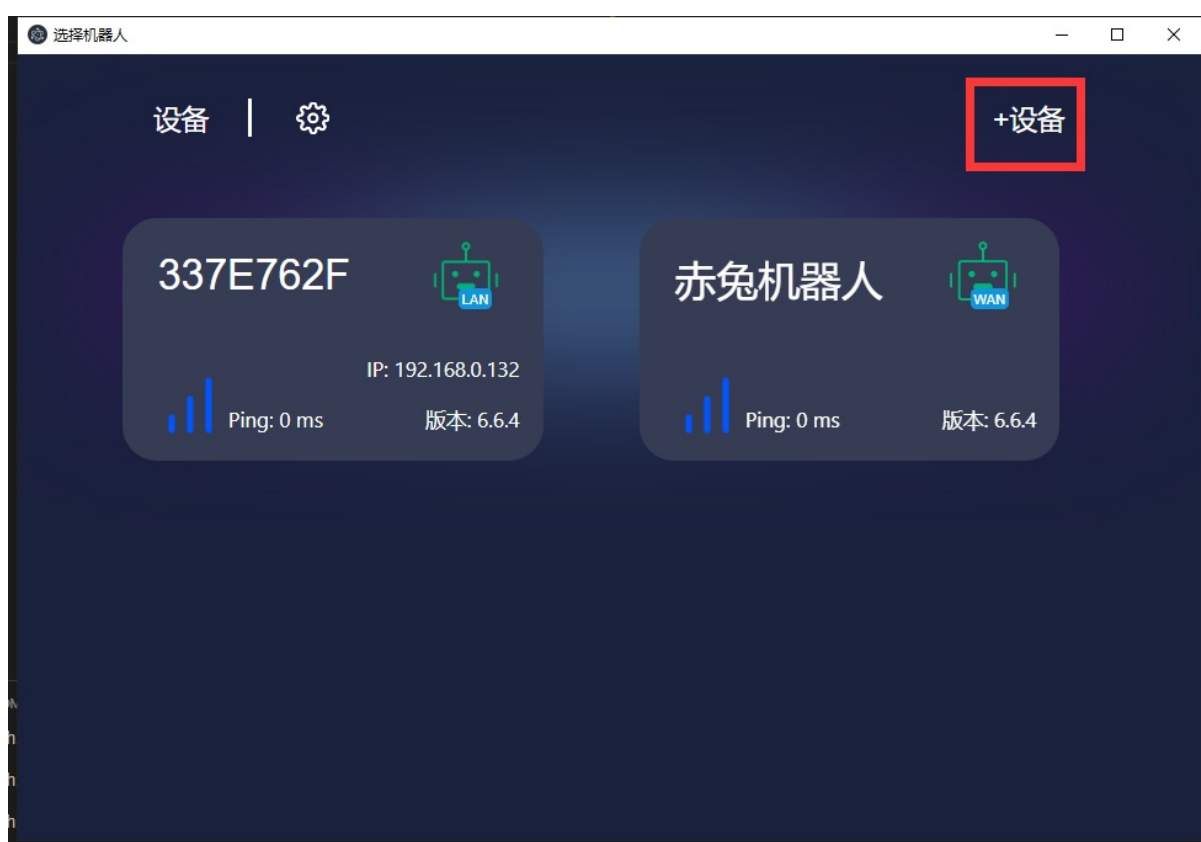 选择机器人
设备
+设备
337E762F
LAN
IP: 192.168.0.132
Ping: 0 ms
版本: 6.6.4
赤兔机器人
WAN
Ping: 0 ms
版本: 6.6.4
h
h
h